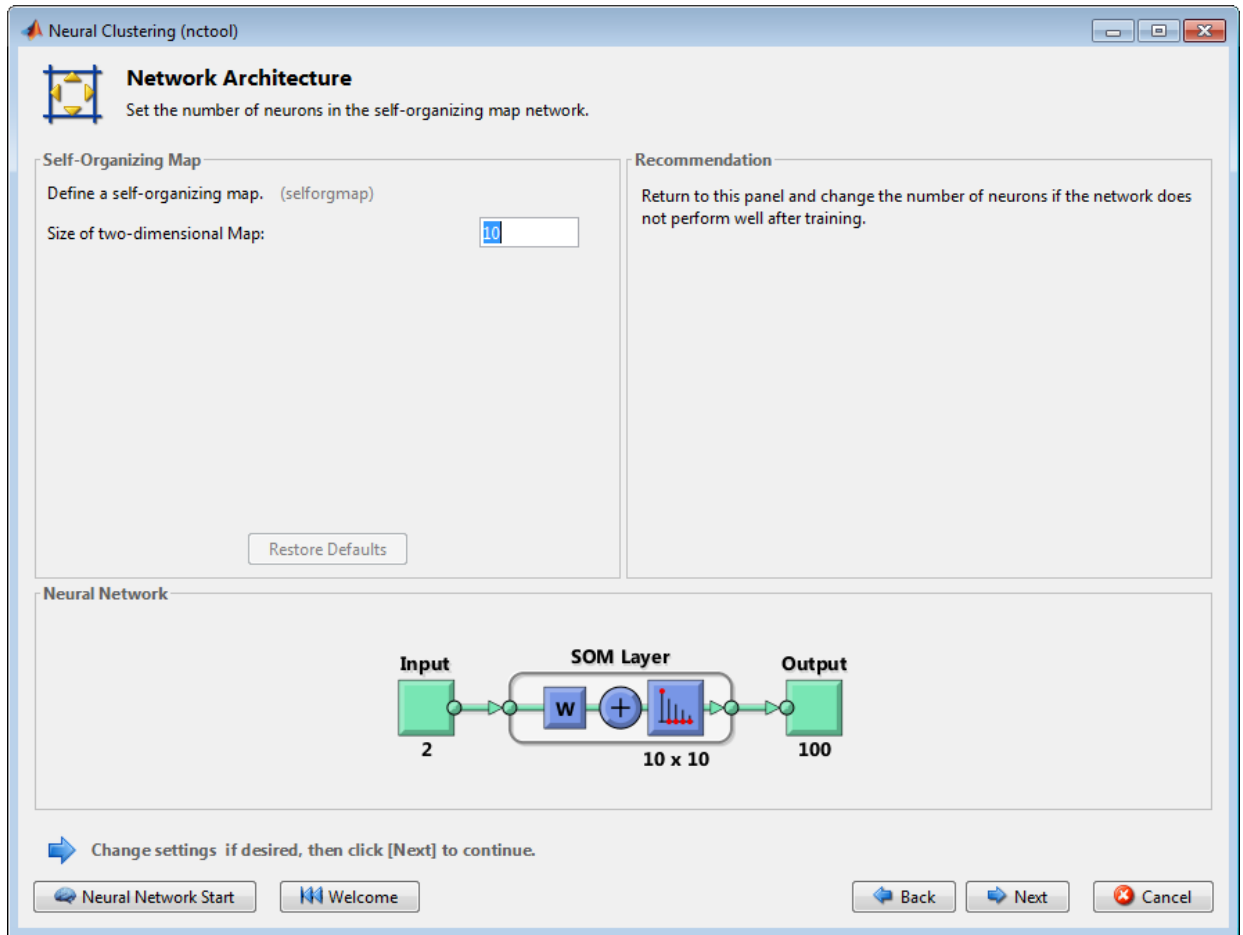 Neural Clustering (nctool)
Network Architecture
Set the number of neurons in the self-organizing map network.
Self-Organizing Map
Define a self-organizing map. (selforgmap)
Size of two-dimensional Map: 10
Restore Defaults
Recommendation
Return to this panel and change the number of neurons if the network does
not perform well after training.
Neural Network
Input
SOM Layer
Output
W
2
10 x 10
100
Change settings if desired, then click [Next] to continue.
Neural Network Start
Welcome
Back
Next
Cancel